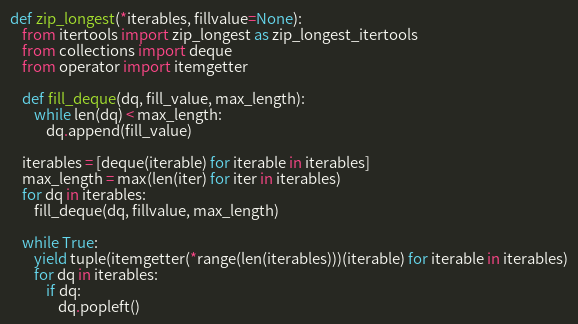 def zip_longest(*iterables, fillvalue=None):
from itertools import zip_longest as zip_longest_itertools
from collections import deque
from operator import itemgetter
def fill_deque(dq, fill_value, max_length):
while len(dq) < max_length:
dq.append(fill_value)
iterables = [deque(iterable) for iterable in iterables]
max_length = max(len(iter) for iter in iterables)
for dq in iterables:
fill_deque(dq, fillvalue, max_length)
while True:
yield tuple(itemgetter(*range(len(iterables)))(iterable) for iterable in iterables)
for dq in iterables:
if dq:
dq.popleft()